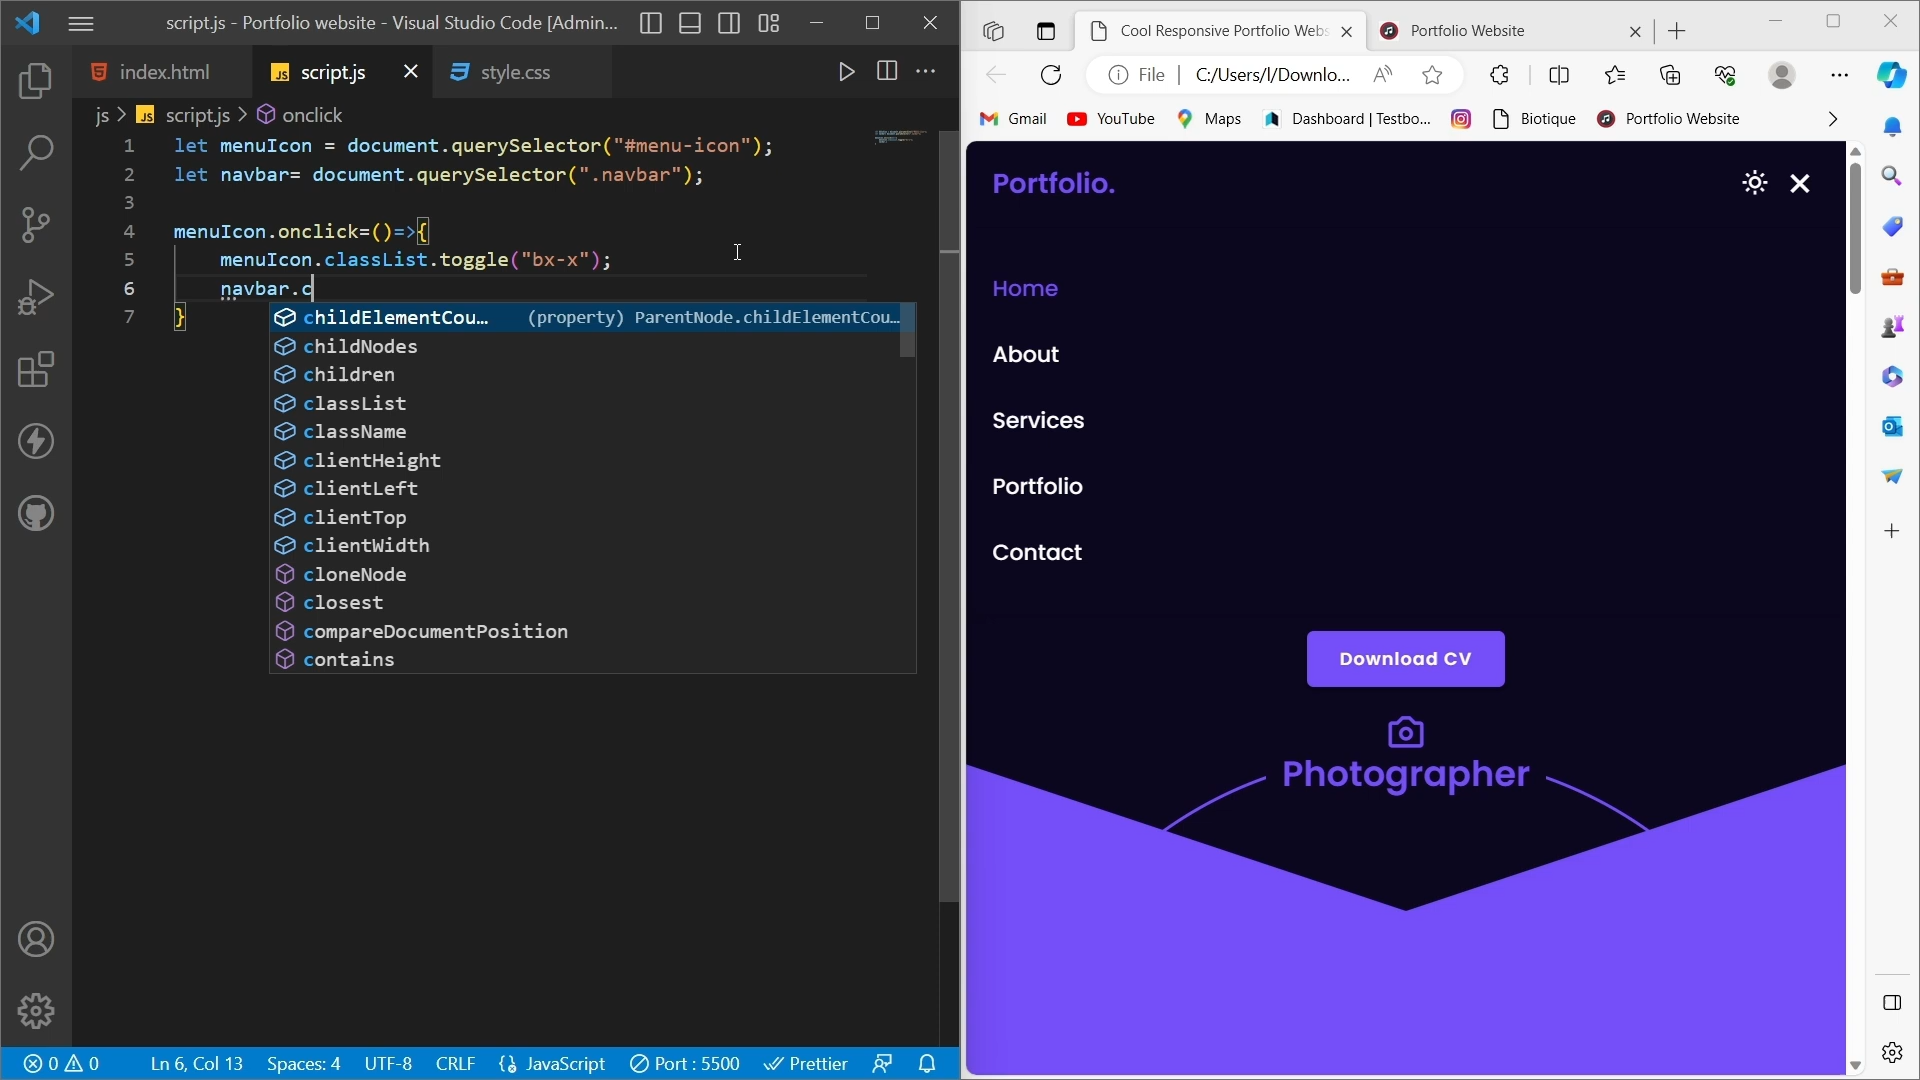 script.js - Portfolio website - Visual Studio Code [Admin...
index.html
script.js
style.css
js > script.js > onclick
1 let menuIcon = document.querySelector("#menu-icon");
2 let navbar= document.querySelector(".navbar");
3
4 menuIcon.onclick=()=>{
5 menuIcon.classList.toggle("bx-x");
6 navbar.c
7 }
childElementCou... (property) ParentNode.childElementCou...
childNodes
children
classList
className
clientHeight
clientLeft
clientTop
clientWidth
cloneNode
closest
compareDocumentPosition
contains
0 0 Ln 6, Col 13 Spaces: 4 UTF-8 CRLF JavaScript Port : 5500 Prettier
Cool Responsive Portfolio Webs
Portfolio Website
File C:/Users/l/Downlo...
Gmail YouTube Maps Dashboard | Testbo... Biotique Portfolio Website
Portfolio.
Home
About
Services
Portfolio
Contact
Download CV
Photographer